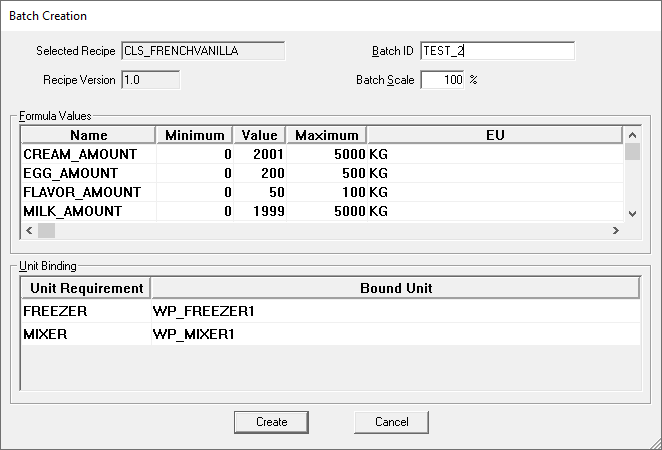 Batch Creation
Selected Recipe CLS_FRENCHVANILLA Batch ID TEST_2
Recipe Version 1.0 Batch Scale 100 %
Formula Values
Name Minimum Value Maximum EU
CREAM_AMOUNT 0 2001 5000 KG
EGG_AMOUNT 0 200 500 KG
FLAVOR_AMOUNT 0 50 100 KG
MILK_AMOUNT 0 1999 5000 KG
Unit Binding
Unit Requirement Bound Unit
FREEZER WP_FREEZER1
MIXER WP_MIXER1
Create Cancel